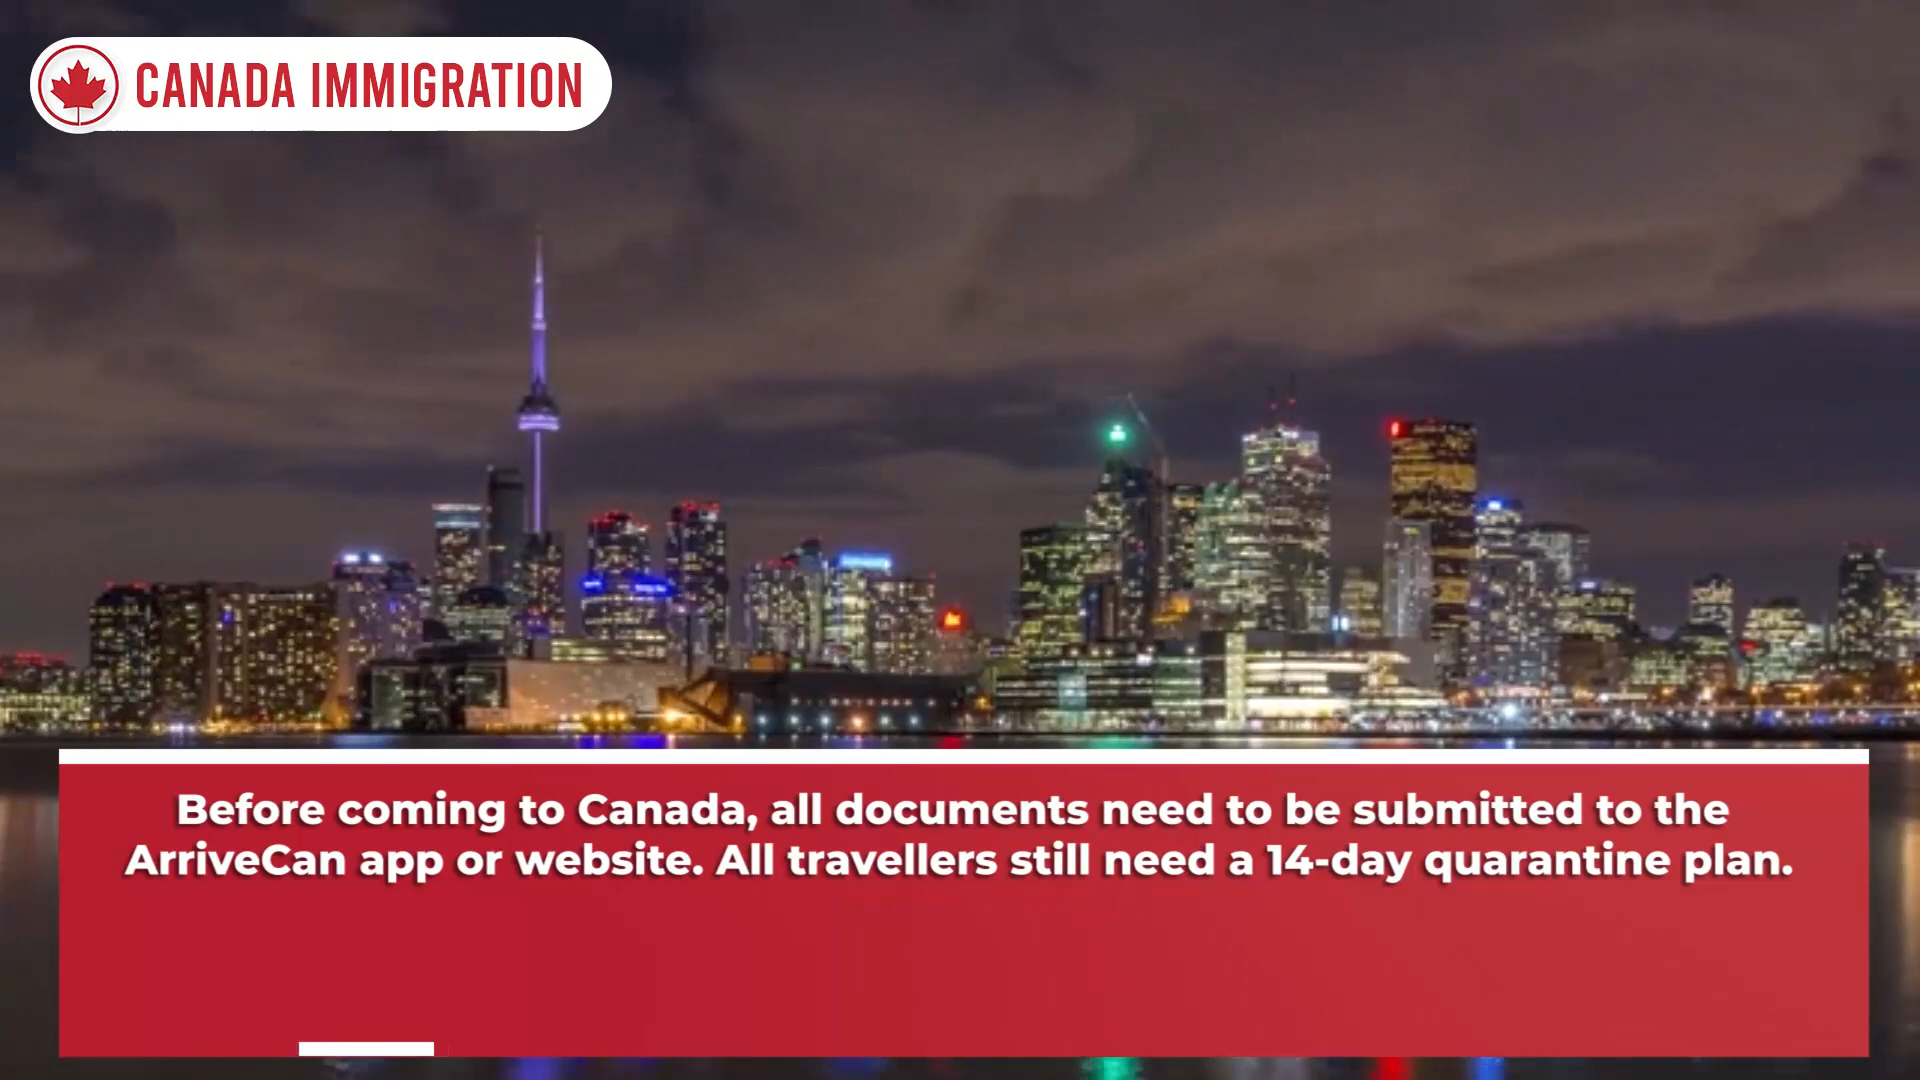 CANADA IMMIGRATION
Before coming to Canada, all documents need to be submitted to the
ArriveCan app or website. All travellers still need a 14-day quarantine plan.